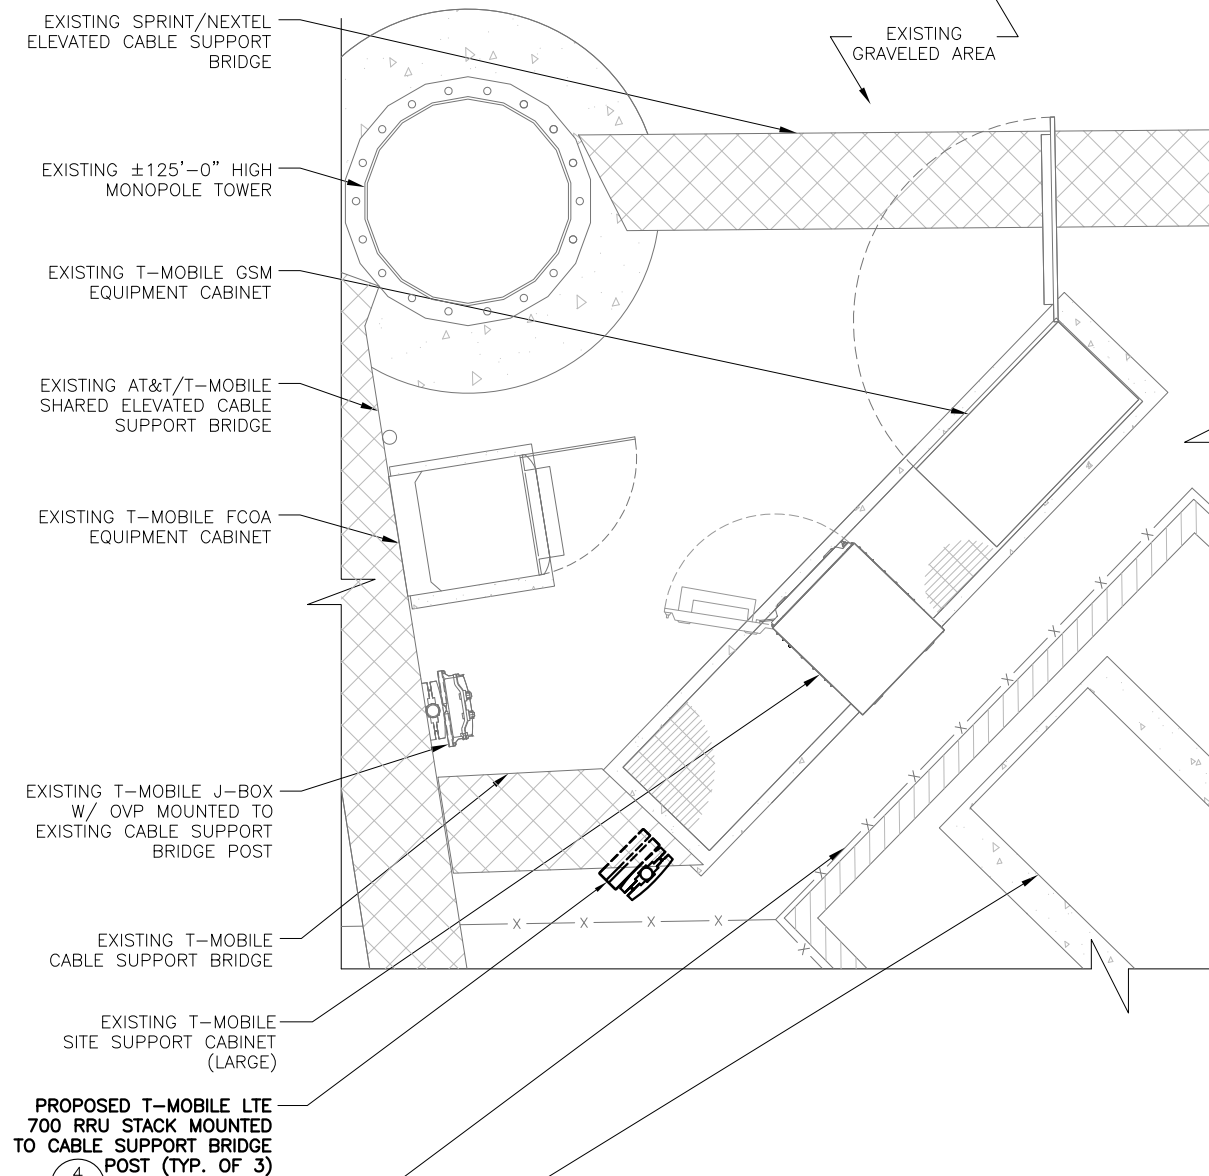 EXISTING SPRINT/NEXTEL
ELEVATED CABLE SUPPORT
BRIDGE
EXISTING
GRAVELED AREA
EXISTING ±125'-0" HIGH
MONOPOLE TOWER
EXISTING T-MOBILE GSM
EQUIPMENT CABINET
EXISTING AT&T/T-MOBILE
SHARED ELEVATED CABLE
SUPPORT BRIDGE
EXISTING T-MOBILE FCOA
EQUIPMENT CABINET
EXISTING T-MOBILE J-BOX
W/ OVP MOUNTED TO
EXISTING CABLE SUPPORT
BRIDGE POST
EXISTING T-MOBILE
CABLE SUPPORT BRIDGE
EXISTING T-MOBILE
SITE SUPPORT CABINET
(LARGE)
PROPOSED T-MOBILE LTE
700 RRU STACK MOUNTED
TO CABLE SUPPORT BRIDGE
POST (TYP. OF 3)
4